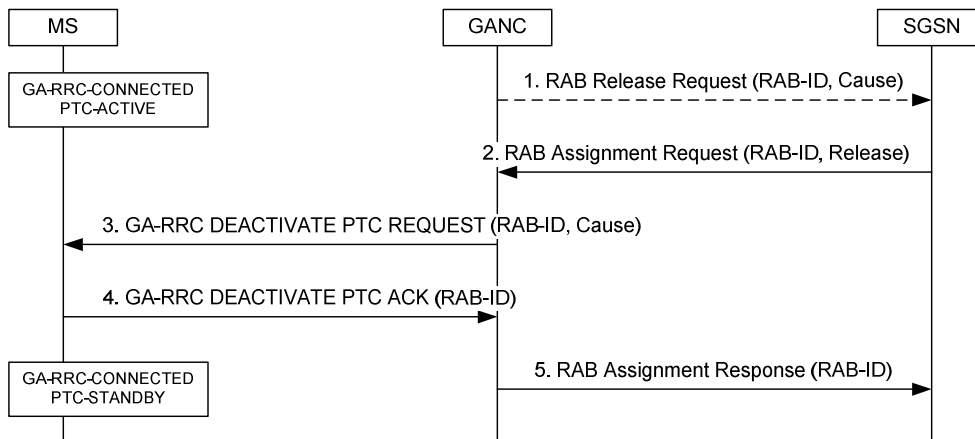 MS
GANC
SGSN
GA-RRC-CONNECTED
PTC-ACTIVE
1. RAB Release Request (RAB-ID, Cause)
2. RAB Assignment Request (RAB-ID, Release)
3. GA-RRC DEACTIVATE PTC REQUEST (RAB-ID, Cause)
4. GA-RRC DEACTIVATE PTC ACK (RAB-ID)
GA-RRC-CONNECTED
PTC-STANDBY
5. RAB Assignment Response (RAB-ID)